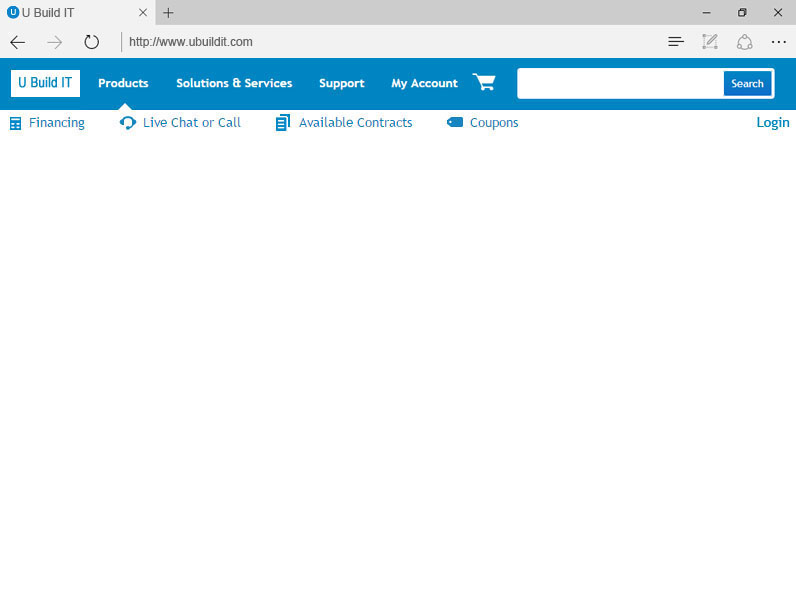 U U Build IT
http://www.ubuildit.com
U Build IT Products Solutions & Services Support My Account Search
Financing Live Chat or Call Available Contracts Coupons Login